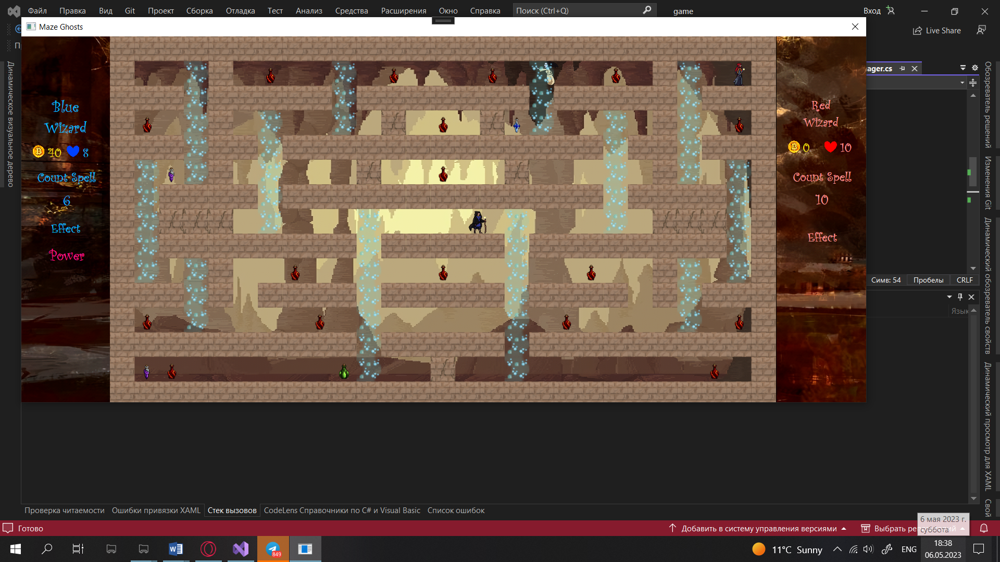 Файл Правка Вид Git Проект Сборка Отладка Тест Анализ Средства Расширения Окно Справка Поиск (Ctrl+Q) game Вход
Maze Ghosts
Live Share
ager.cs
Динамическое визуальное дерево
Blue
Wizard
40 8
Count Spell
6
Effect
Power
Red
Wizard
0 10
Count Spell
10
Effect
Обозреватель решений
Изменения Git
Динамический обозреватель свойств
Динамический просмотр для XAML
Свой
Симв: 54 Пробелы CRLF
Язык
Проверка читаемости Ошибки привязки XAML Стек вызовов CodeLens Справочники по C# и Visual Basic Список ошибок
Готово Добавить в систему управления версиями Выбрать
6 мая 2023 г.
суббота
849
11°C Sunny ENG
18:38
06.05.2023